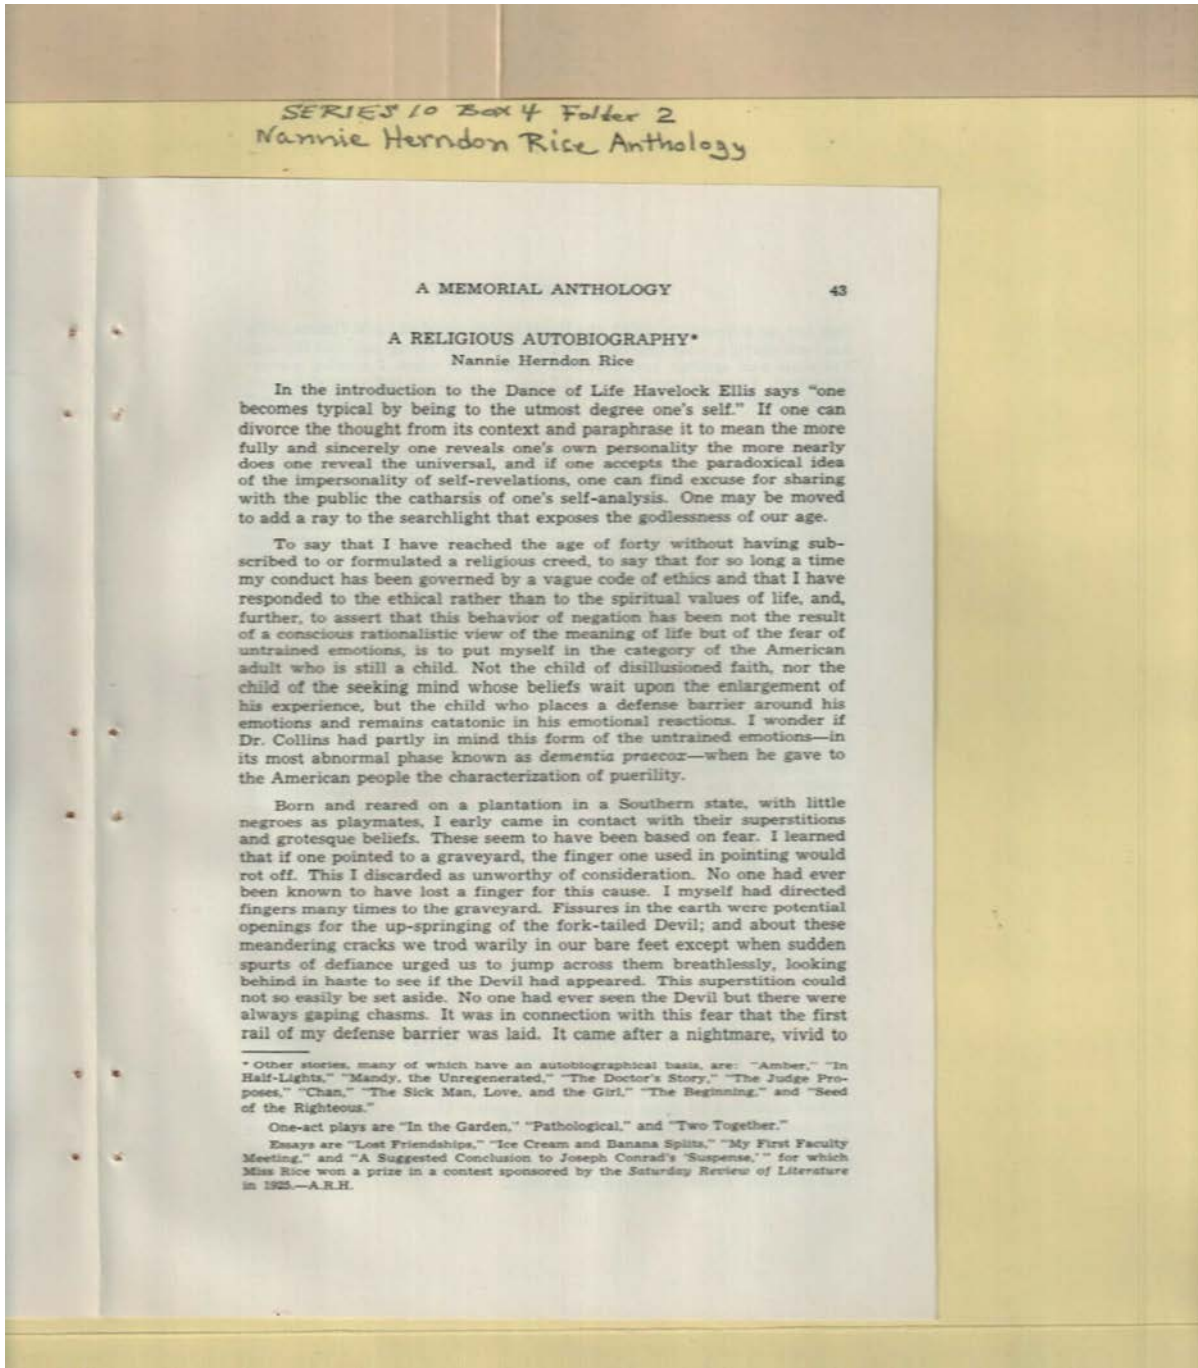 SERIES 10 Box 4 Folder 2
Nannie Herndon Rice Anthology
A MEMORIAL ANTHOLOGY 43
A RELIGIOUS AUTOBIOGRAPHY*
Nannie Herndon Rice
In the introduction to the Dance of Life Havelock Ellis says "one
becomes typical by being to the utmost degree one's self." If one can
divorce the thought from its context and paraphrase it to mean the more
fully and sincerely one reveals one's own personality the more nearly
does one reveal the universal, and if one accepts the paradoxical idea
of the impersonality of self-revelations, one can find excuse for sharing
with the public the catharsis of one's self-analysis. One may be moved
to add a ray to the searchlight that exposes the godlessness of our age.
To say that I have reached the age of forty without having sub-
scribed to or formulated a religious creed, to say that for so long a time
my conduct has been governed by a vague code of ethics and that I have
responded to the ethical rather than to the spiritual values of life, and,
further, to assert that this behavior of negation has been not the result
of a conscious rationalistic view of the meaning of life but of the fear of
untrained emotions, is to put myself in the category of the American
adult who is still a child. Not the child of disillusioned faith, nor the
child of the seeking mind whose beliefs wait upon the enlargement of
his experience, but the child who places a defense barrier around his
emotions and remains catatonic in his emotional reactions. I wonder if
Dr. Collins had partly in mind this form of the untrained emotions—in
its most abnormal phase known as dementia praecox—when he gave to
the American people the characterization of puerility.
Born and reared on a plantation in a Southern state, with little
negroes as playmates, I early came in contact with their superstitions
and grotesque beliefs. These seem to have been based on fear. I learned
that if one pointed to a graveyard, the finger one used in pointing would
rot off. This I discarded as unworthy of consideration. No one had ever
been known to have lost a finger for this cause. I myself had directed
fingers many times to the graveyard. Fissures in the earth were potential
openings for the up-springing of the fork-tailed Devil; and about these
meandering cracks we trod warily in our bare feet except when sudden
spurts of defiance urged us to jump across them breathlessly, looking
behind in haste to see if the Devil had appeared. This superstition could
not so easily be set aside. No one had ever seen the Devil but there were
always gaping chasms. It was in connection with this fear that the first
rail of my defense barrier was laid. It came after a nightmare, vivid to
* Other stories, many of which have an autobiographical basis, are: "Amber," "In
Half-Lights," "Mandy, the Unregenerated," "The Doctor's Story," "The Judge Pro-
poses," "Chan," "The Sick Man, Love, and the Girl," "The Beginning," and "Seed
of the Righteous."
One-act plays are "In the Garden," "Pathological," and "Two Together."
Essays are "Lost Friendships," "Ice Cream and Banana Splits," "My First Faculty
Meeting," and "A Suggested Conclusion to Joseph Conrad's 'Suspense,'" for which
Miss Rice won a prize in a contest sponsored by the Saturday Review of Literature
in 1925.—A.R.H.